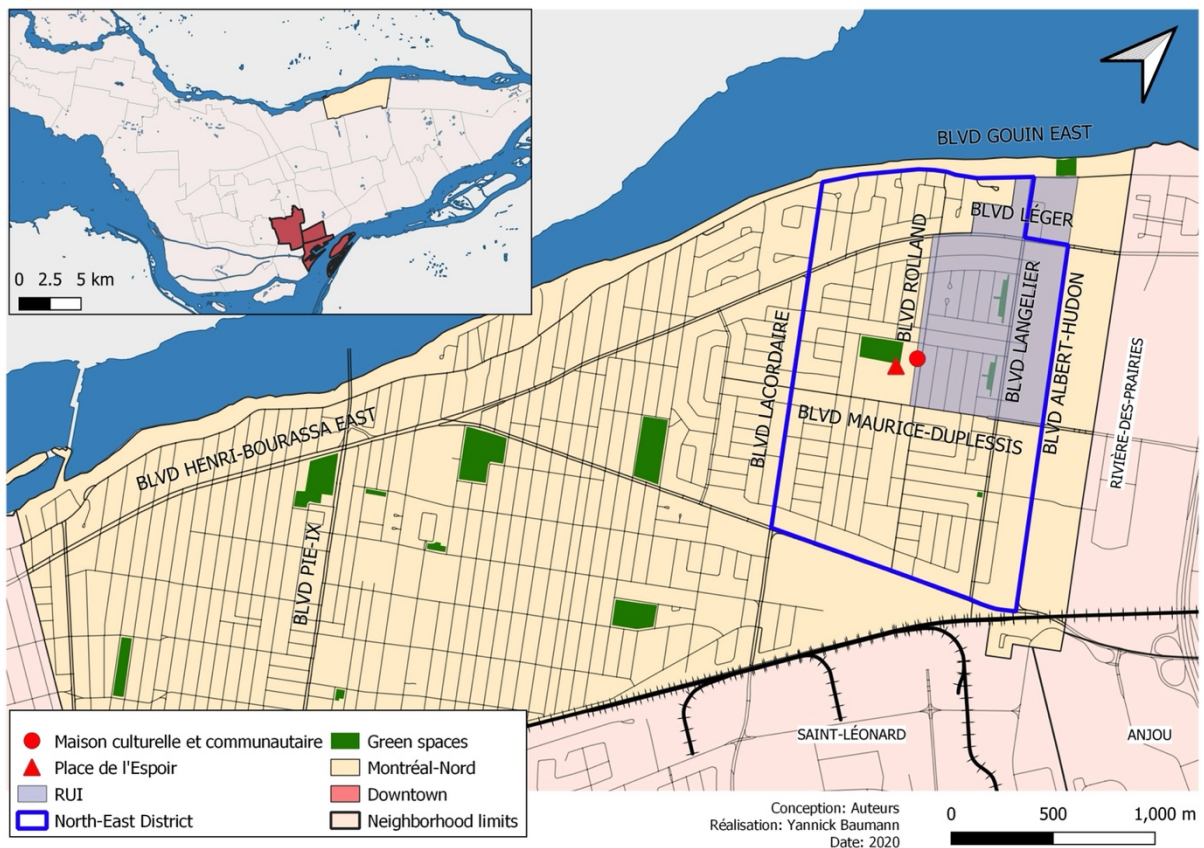 0 2.5 5 km
BLVD GOUIN EAST
BLVD LÉGER
BLVD ROLLAND
BLVD LANGELIER
BLVD ALBERT-HUDON
BLVD LACORDAIRE
RIVIÈRE-DES-PRAIRIES
BLVD MAURICE-DUPLESSIS
BLVD HENRI-BOURASSA EAST
BLVD PIE-IX
SAINT-LÉONARD
ANJOU
Maison culturelle et communautaire
Place de l'Espoir
RUI
North-East District
Green spaces
Montréal-Nord
Downtown
Neighborhood limits
Conception: Auteurs
Réalisation: Yannick Baumann
Date: 2020
0 500 1,000 m